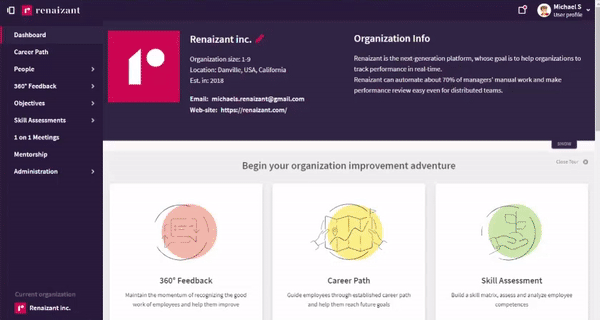 renaizant
Michael S
User profile
Dashboard
Career Path
People
360° Feedback
Objectives
Skill Assessments
1 on 1 Meetings
Mentorship
Administration
Current organization
Renaizant inc.
Renaizant inc.
Organization size: 1-9
Location: Danville, USA, California
Est. in: 2018
Email: michaels.renaizant@gmail.com
Web-site: https://renaizant.com/
Organization Info
Renaizant is the next-generation platform, whose goal is to help organizations to
track performance in real-time.
Renaizant can automate about 70% of managers' manual work and make
performance review easy even for distributed teams.
Begin your organization improvement adventure
Close Tour
360° Feedback
Maintain the momentum of recognizing the good
work of employees and help them improve
Career Path
Guide employees through established career path
and help them reach future goals
Skill Assessment
Build a skill matrix, assess and analyze employee
competences